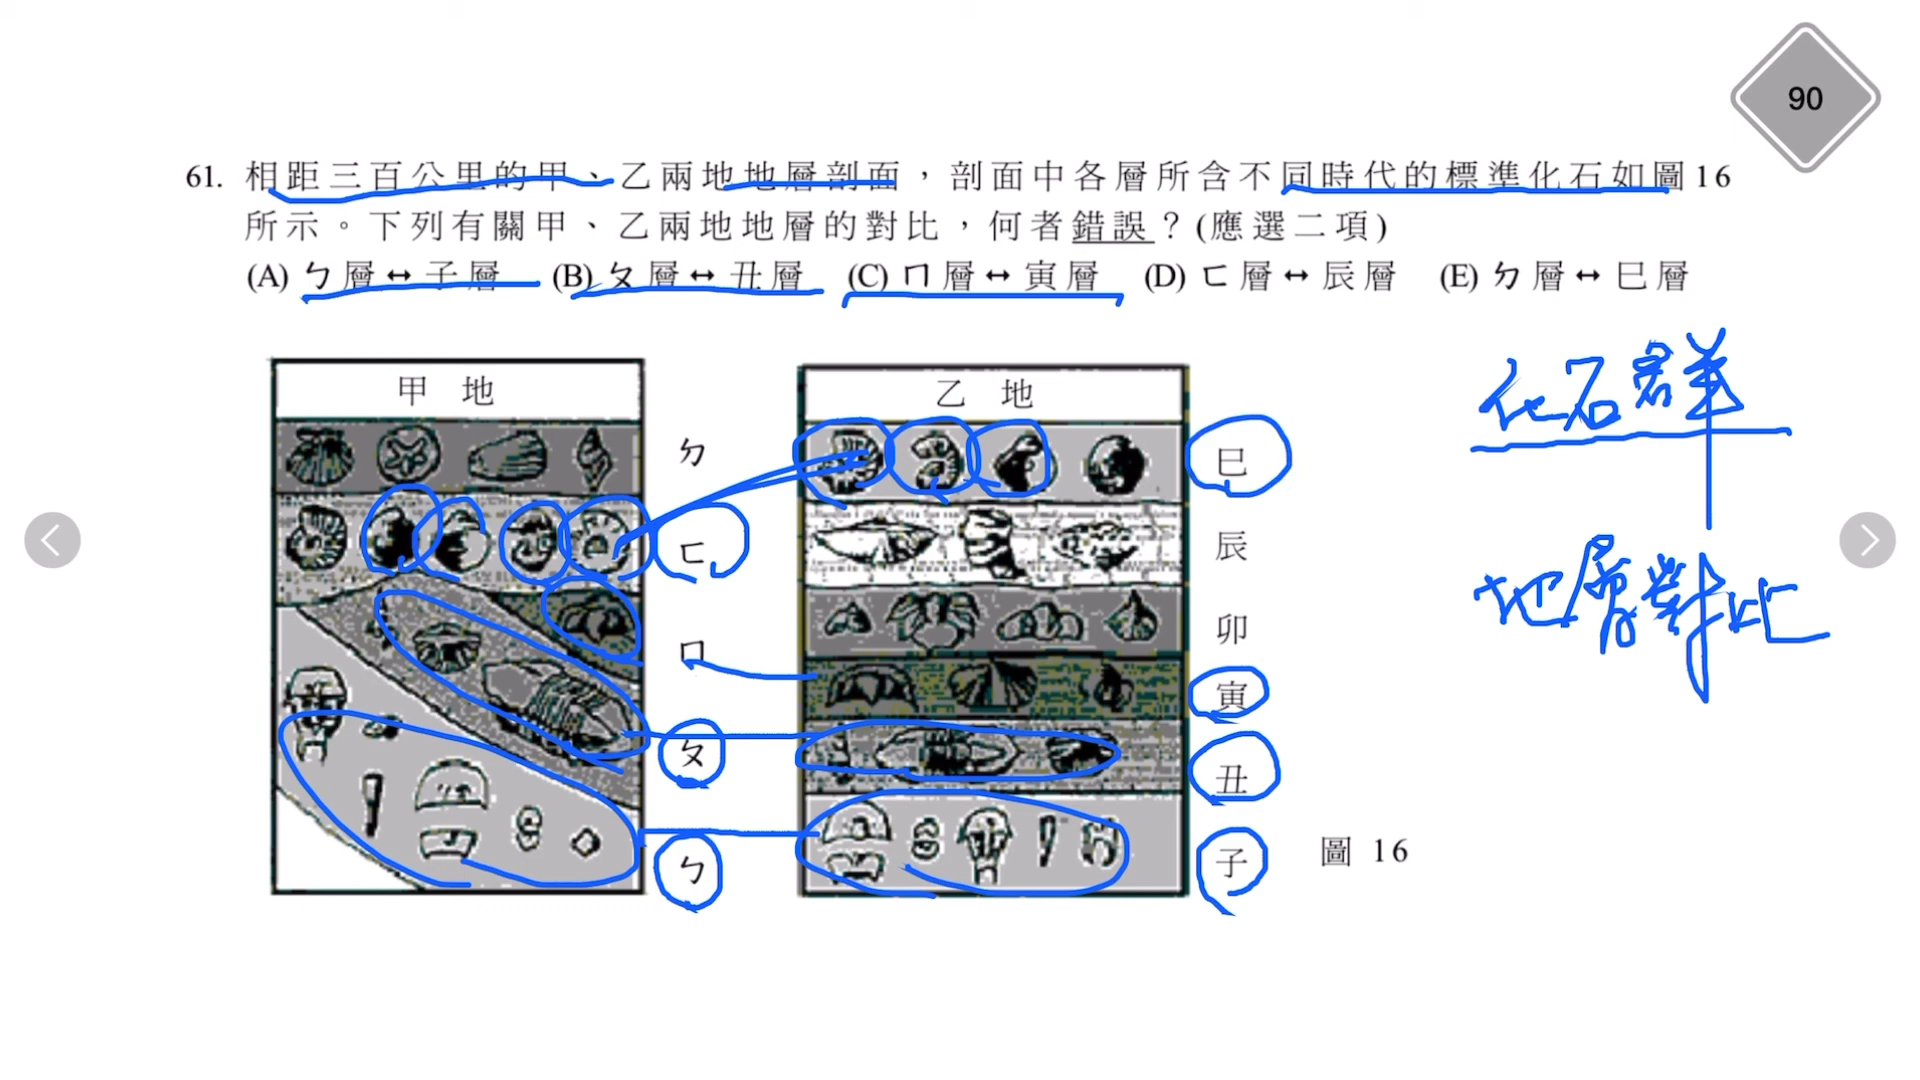 90
61. 相距三百公里的甲、乙兩地地層剖面，剖面中各層所含不同時代的標準化石如圖16
所示。下列有關甲、乙兩地地層的對比，何者錯誤？(應選二項)
(A) ㄅ層↔子層 (B) ㄆ層↔丑層 (C) ㄇ層↔寅層 (D) ㄈ層↔辰層 (E) ㄉ層↔巳層
甲地
乙地
ㄉ
ㄈ
ㄇ
ㄆ
ㄅ
巳
辰
卯
寅
丑
子
圖 16
化石群
地層對比